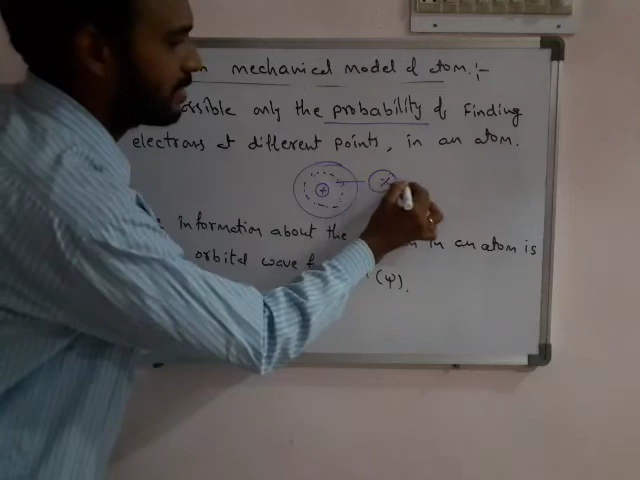 mechanical model of atom :-
only the probability of Finding
electrons at different points, in an atom.
+
information about the in an atom is
orbital wave (ψ).